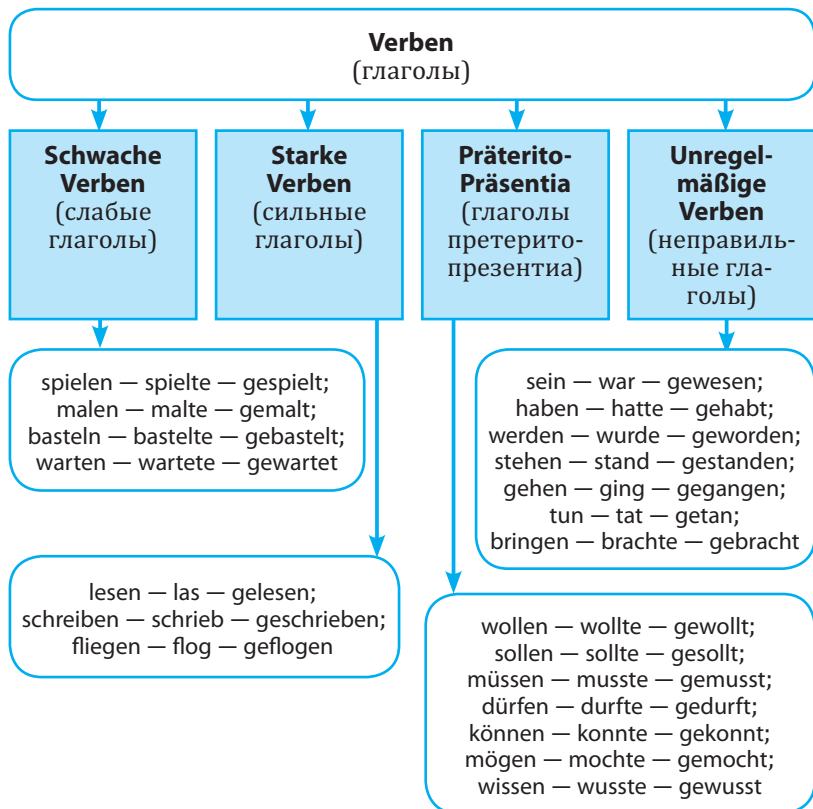 Verben
(глаголы)
Schwache
Verben
(слабые
глаголы)
Starke
Verben
(сильные
глаголы)
Präterito-
Präsentia
(глаголы
претерито-
презентиа)
Unregel-
mäßige
Verben
(неправиль-
ные гла-
голы)
spielen — spielte — gespielt;
malen — malte — gemalt;
basteln — bastelte — gebastelt;
warten — wartete — gewartet
lesen — las — gelesen;
schreiben — schrieb — geschrieben;
fliegen — flog — geflogen
wollen — wollte — gewollt;
sollen — sollte — gesollt;
müssen — musste — gemusst;
dürfen — durfte — gedurft;
können — konnte — gekonnt;
mögen — mochte — gemocht;
wissen — wusste — gewusst
sein — war — gewesen;
haben — hatte — gehabt;
werden — wurde — geworden;
stehen — stand — gestanden;
gehen — ging — gegangen;
tun — tat — getan;
bringen — brachte — gebracht